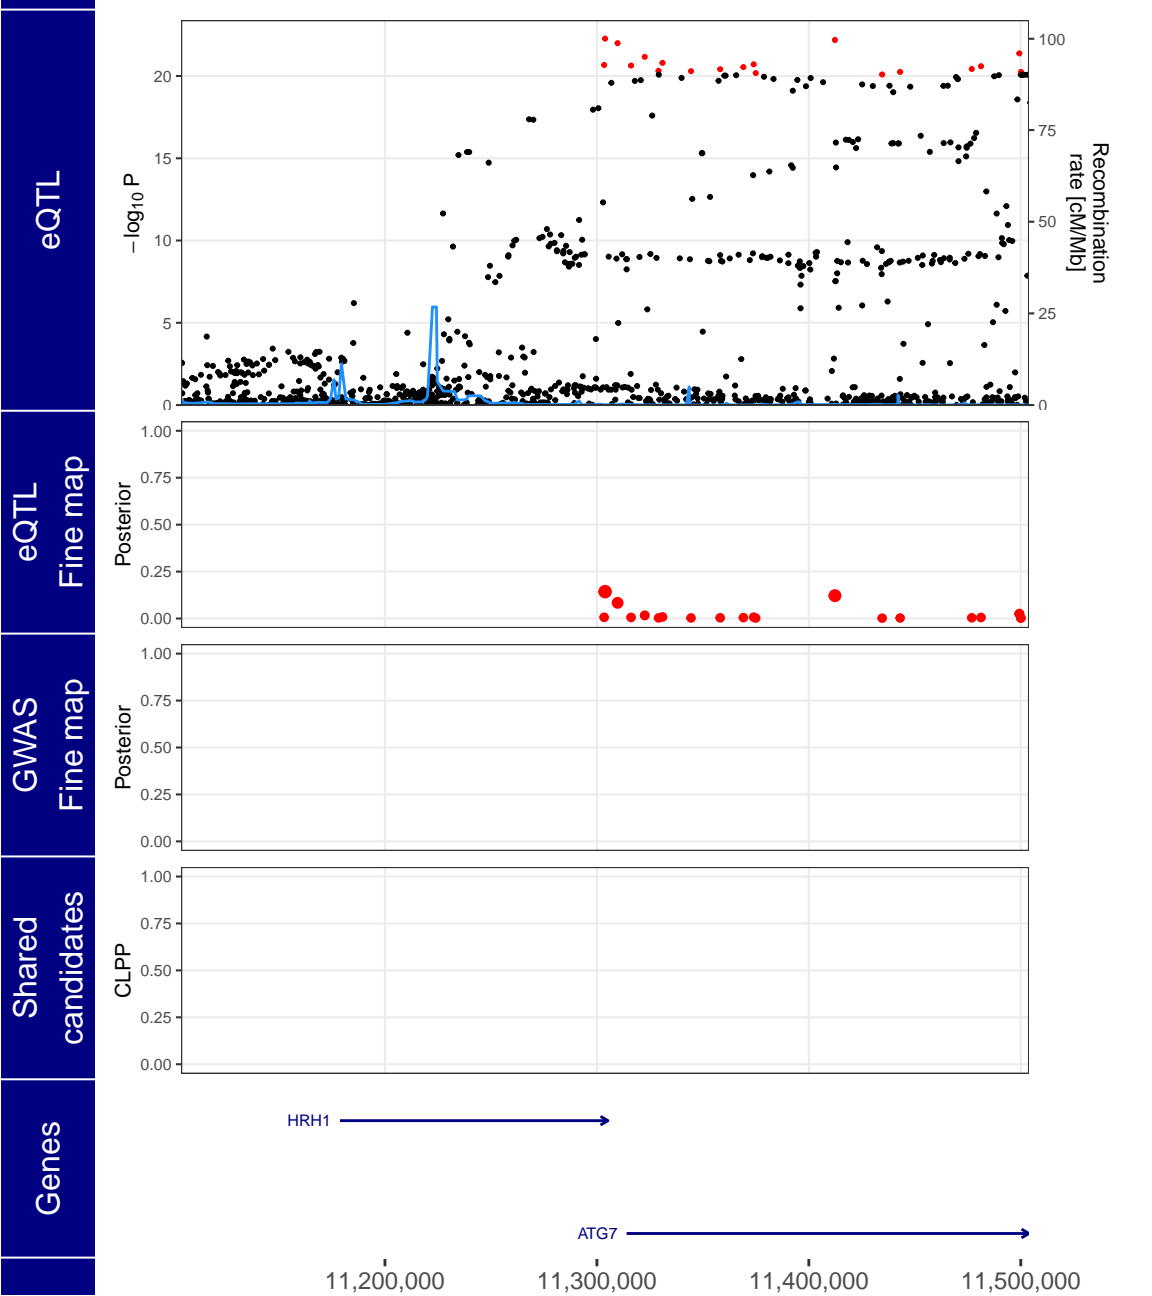 eQTL
−log10 P
20
15
10
5
0
100
75
50
25
0
Recombination
rate [cM/Mb]
eQTL
Fine map
Posterior
1.00
0.75
0.50
0.25
0.00
GWAS
Fine map
Posterior
1.00
0.75
0.50
0.25
0.00
Shared
candidates
CLPP
1.00
0.75
0.50
0.25
0.00
Genes
HRH1
ATG7
11,200,000
11,300,000
11,400,000
11,500,000